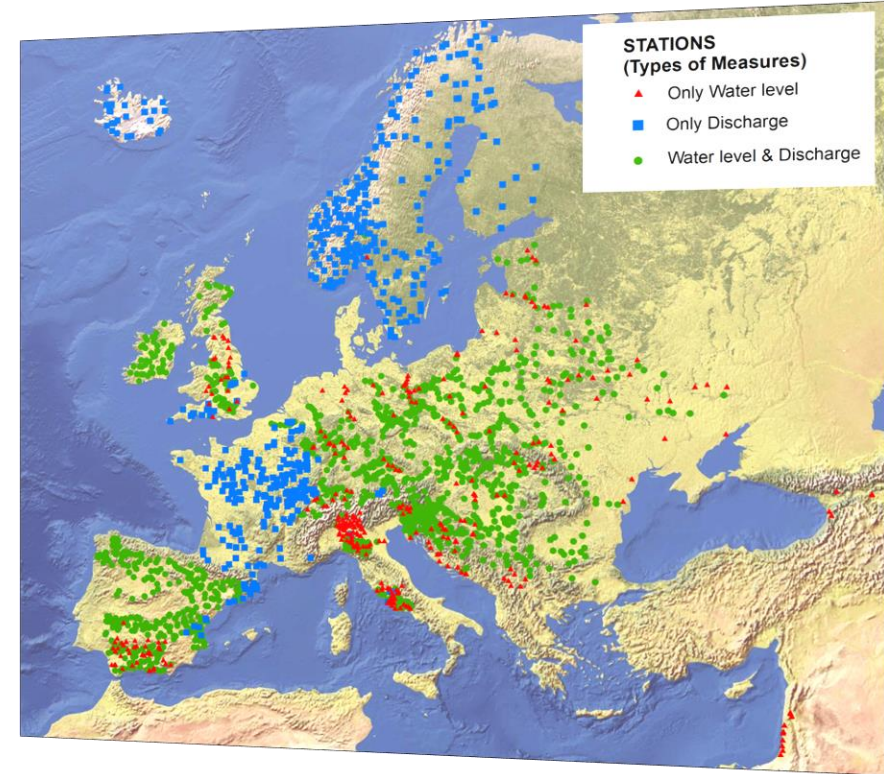 STATIONS
(Types of Measures)
Only Water level
Only Discharge
Water level & Discharge